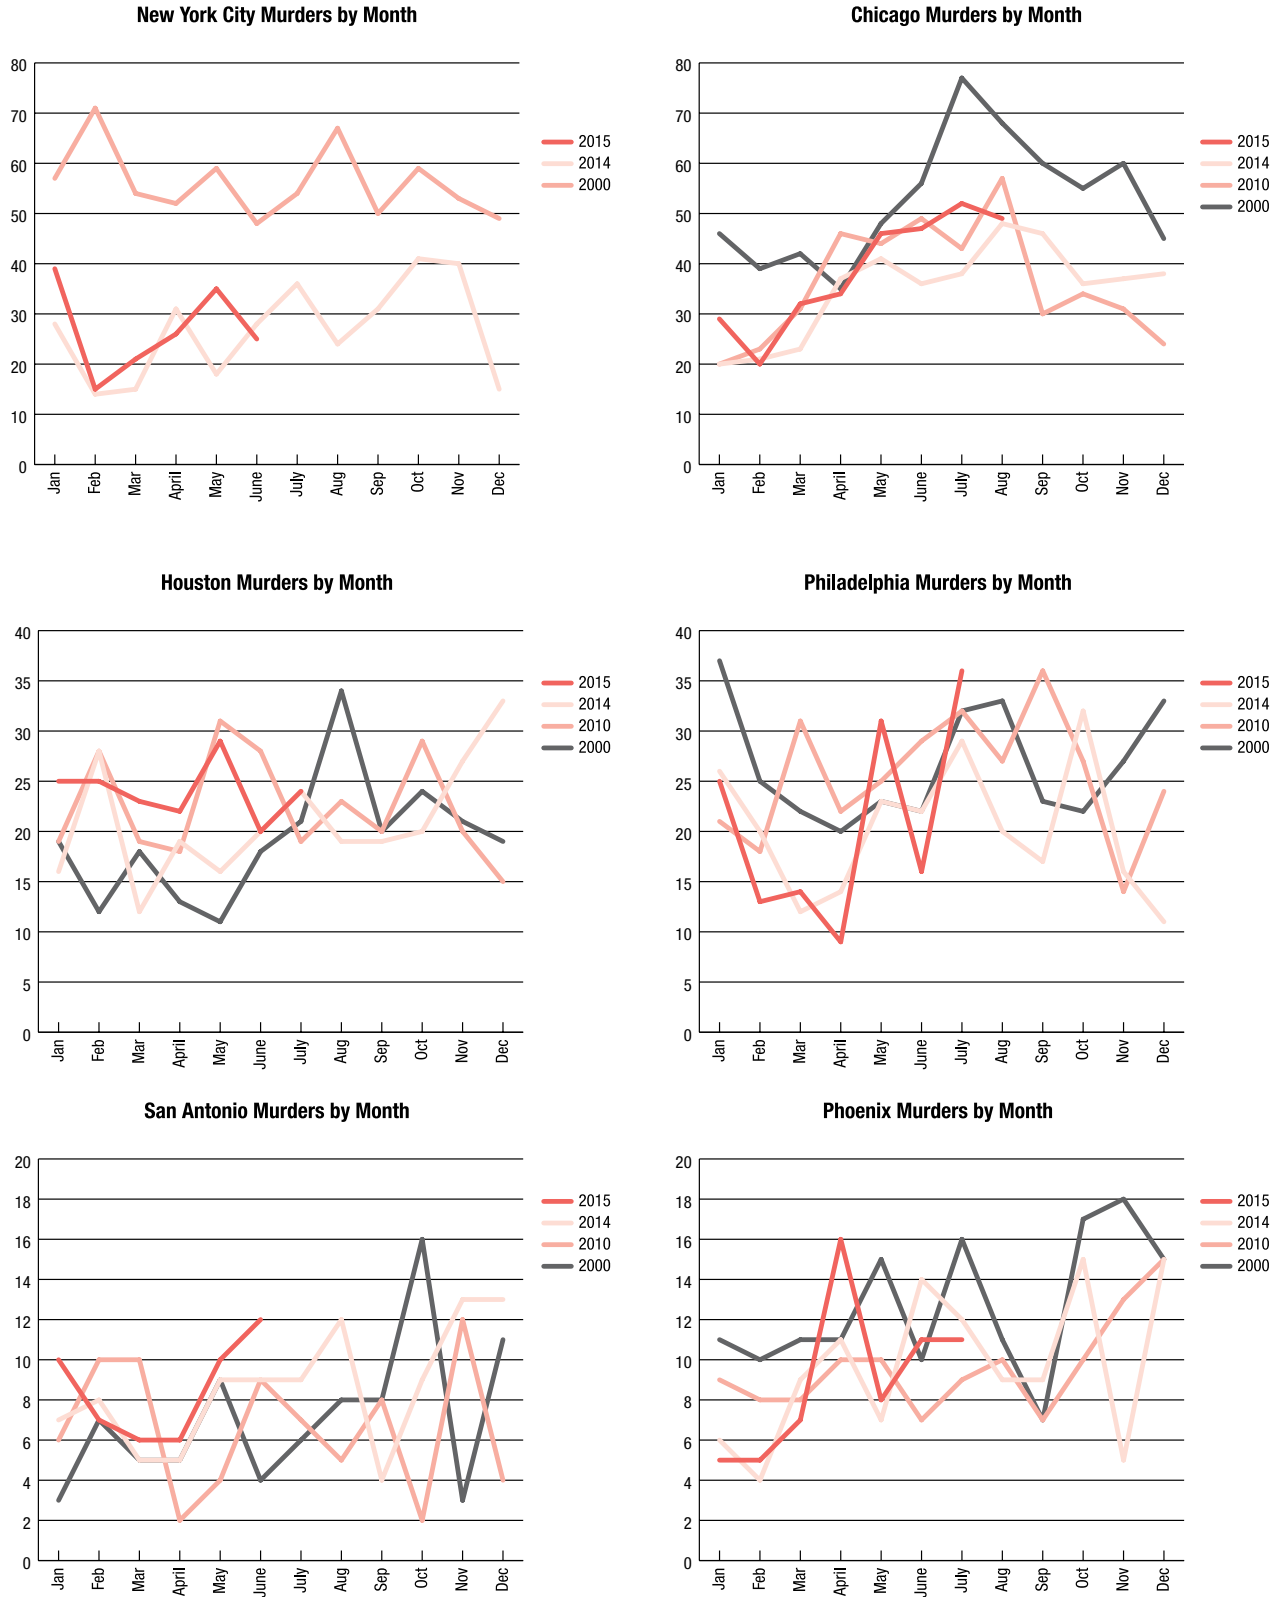 New York City Murders by Month
80
70
60
50
40
30
20
10
0
Jan
Feb
Mar
April
May
June
July
Aug
Sep
Oct
Nov
Dec
2015
2014
2000
Chicago Murders by Month
80
70
60
50
40
30
20
10
0
Jan
Feb
Mar
April
May
June
July
Aug
Sep
Oct
Nov
Dec
2015
2014
2010
2000
Houston Murders by Month
40
35
30
25
20
15
10
5
0
Jan
Feb
Mar
April
May
June
July
Aug
Sep
Oct
Nov
Dec
2015
2014
2010
2000
Philadelphia Murders by Month
40
35
30
25
20
15
10
5
0
Jan
Feb
Mar
April
May
June
July
Aug
Sep
Oct
Nov
Dec
2015
2014
2010
2000
San Antonio Murders by Month
20
18
16
14
12
10
8
6
4
2
0
Jan
Feb
Mar
April
May
June
July
Aug
Sep
Oct
Nov
Dec
2015
2014
2010
2000
Phoenix Murders by Month
20
18
16
14
12
10
8
6
4
2
0
Jan
Feb
Mar
April
May
June
July
Aug
Sep
Oct
Nov
Dec
2015
2014
2010
2000